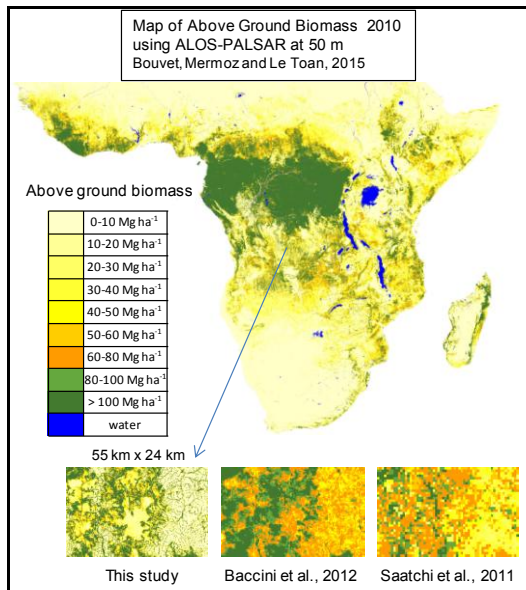 Map of Above Ground Biomass 2010
using ALOS-PALSAR at 50 m
Bouvet, Mermoz and Le Toan, 2015
Above ground biomass
0-10 Mg ha-1
10-20 Mg ha-1
20-30 Mg ha-1
30-40 Mg ha-1
40-50 Mg ha-1
50-60 Mg ha-1
60-80 Mg ha-1
80-100 Mg ha-1
> 100 Mg ha-1
water
55 km x 24 km
This study
Baccini et al., 2012
Saatchi et al., 2011